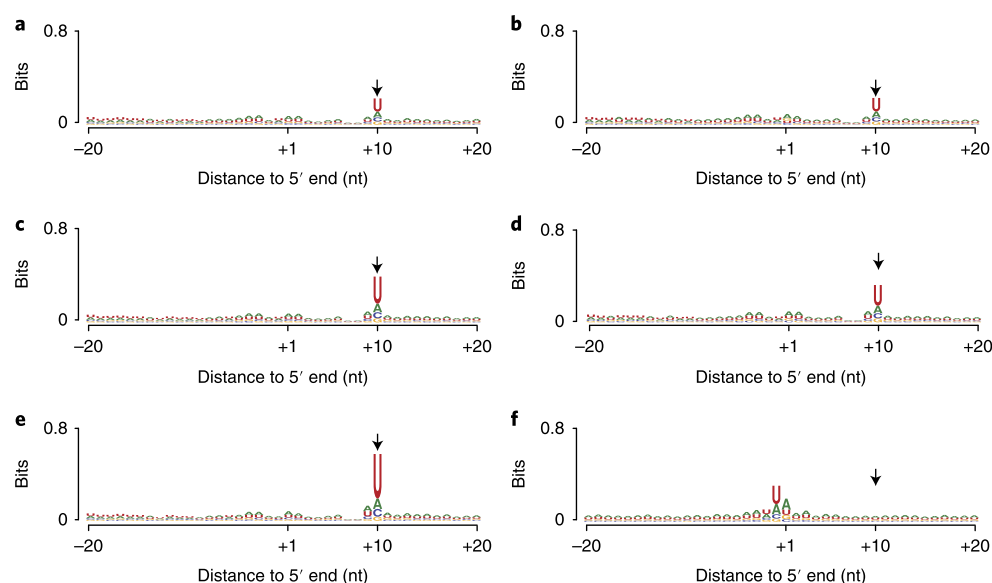 a
0.8
Bits
0
U
A
C
−20 +1 +10 +20
Distance to 5′ end (nt)
b
0.8
Bits
0
U
A
C
−20 +1 +10 +20
Distance to 5′ end (nt)
c
0.8
Bits
0
U
A
C
−20 +1 +10 +20
Distance to 5′ end (nt)
d
0.8
Bits
0
U
A
C
−20 +1 +10 +20
Distance to 5′ end (nt)
e
0.8
Bits
0
U
A
C
−20 +1 +10 +20
Distance to 5′ end (nt)
f
0.8
Bits
0
U A
A U
−20 +1 +10 +20
Distance to 5′ end (nt)